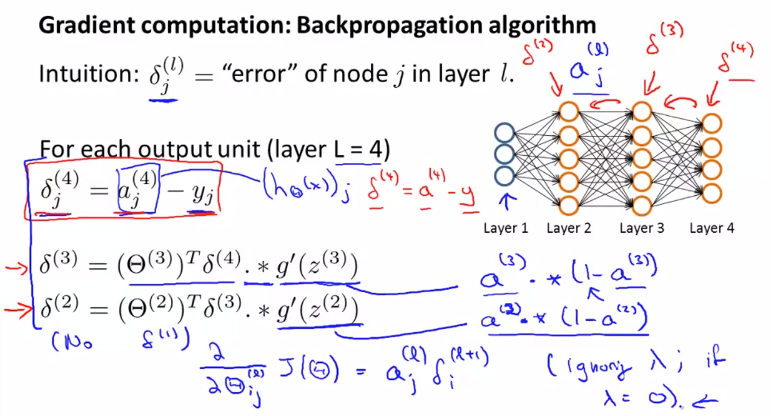 Gradient computation: Backpropagation algorithm
Intuition: δ_j^(l) = “error” of node j in layer l.
a_j^(l)
δ^(2) δ^(3) δ^(4)
For each output unit (layer L = 4)
δ_j^(4) = a_j^(4) − y_j (h_Θ(x))_j δ^(4) = a^(4) − y
Layer 1 Layer 2 Layer 3 Layer 4
δ^(3) = (Θ^(3))^T δ^(4) .∗ g′(z^(3)) a^(3) .∗ (1 − a^(3))
δ^(2) = (Θ^(2))^T δ^(3) .∗ g′(z^(2)) a^(2) .∗ (1 − a^(2))
(No δ^(1))
∂/∂Θ_ij^(l) J(Θ) = a_j^(l) δ_i^(l+1) (ignoring λ; if λ = 0).